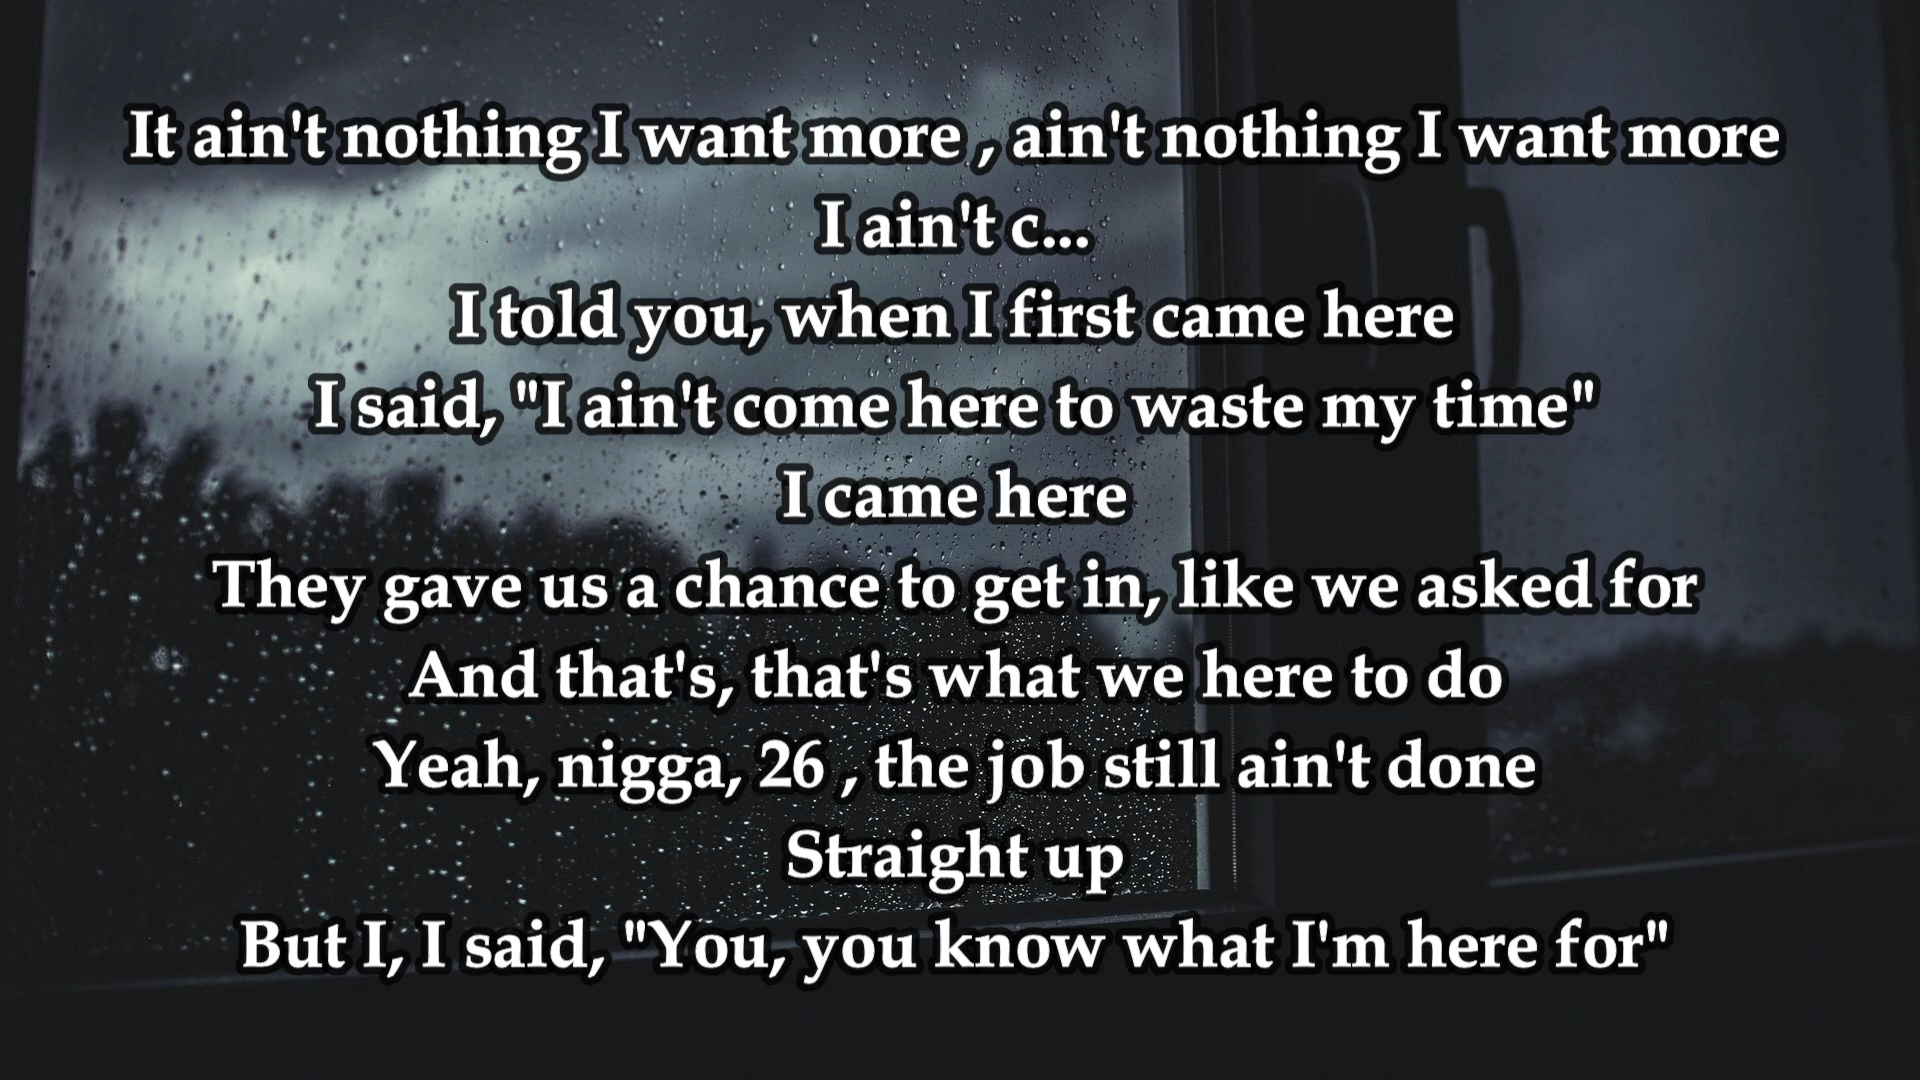 It ain't nothing I want more , ain't nothing I want more
I ain't c...
I told you, when I first came here
I said, "I ain't come here to waste my time"
I came here
They gave us a chance to get in, like we asked for
And that's, that's what we here to do
Yeah, nigga, 26 , the job still ain't done
Straight up
But I, I said, "You, you know what I'm here for"